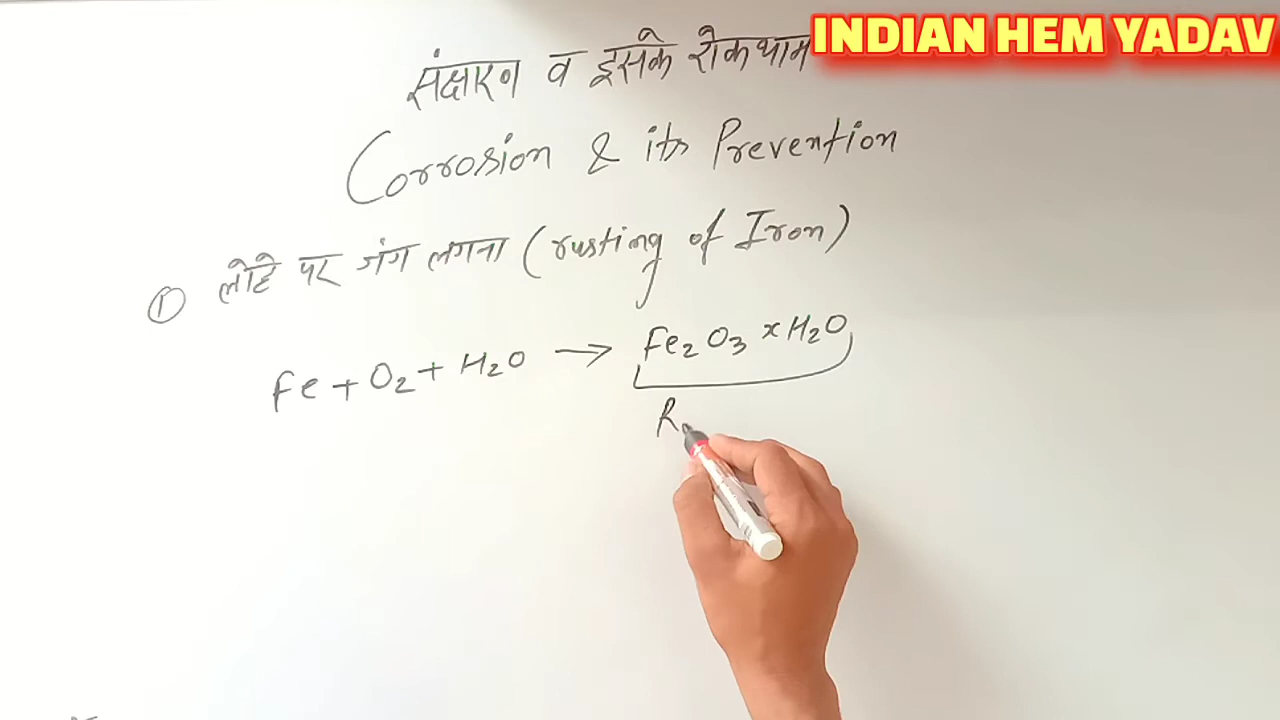 INDIAN HEM YADAV
संक्षारण व इसके रोकथाम
Corrosion & its Prevention
① लोहे पर जंग लगना (rusting of Iron)
Fe + O2 + H2O → Fe2O3 xH2O
R